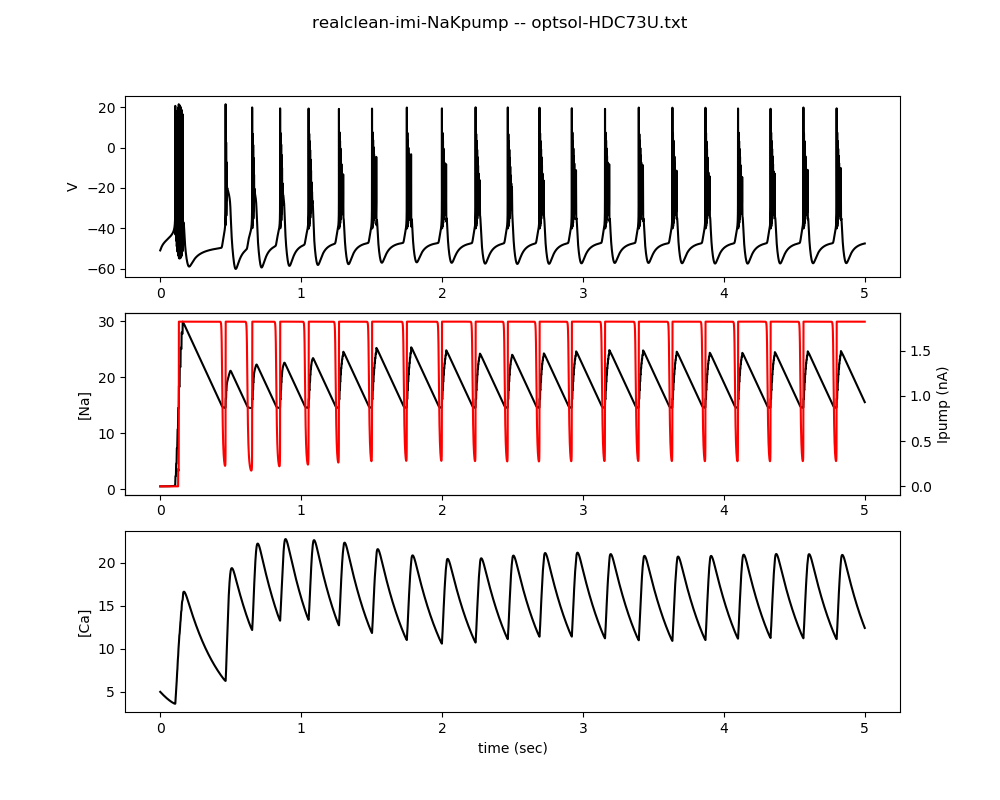 realclean-imi-NaKpump -- optsol-HDC73U.txt
20
0
−20
−40
−60
V
0 1 2 3 4 5
30
20
10
0
[Na]
1.5
1.0
0.5
0.0
Ipump (nA)
0 1 2 3 4 5
20
15
10
5
[Ca]
0 1 2 3 4 5
time (sec)